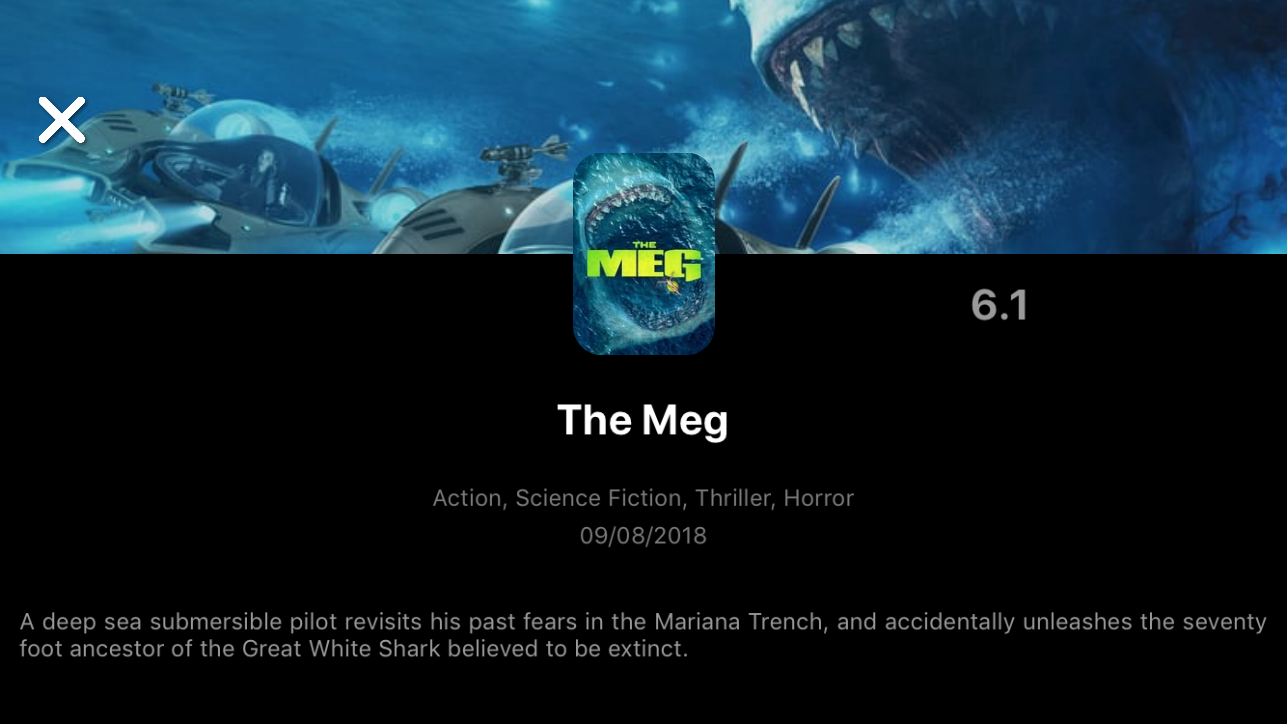 THE
MEG
6.1
The Meg
Action, Science Fiction, Thriller, Horror
09/08/2018
A deep sea submersible pilot revisits his past fears in the Mariana Trench, and accidentally unleashes the seventy
foot ancestor of the Great White Shark believed to be extinct.